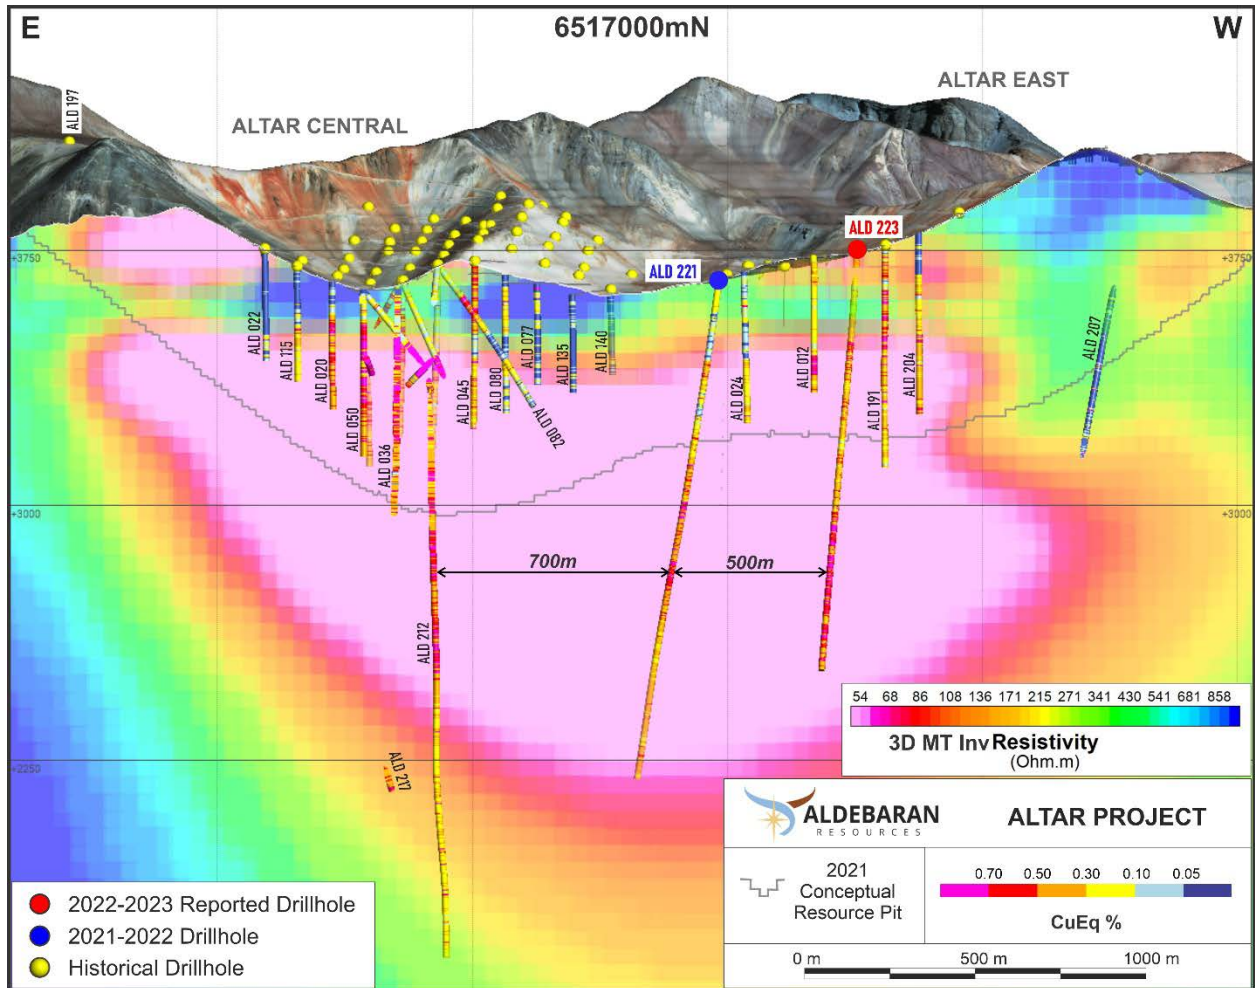 E
6517000mN
W
ALD 197
ALTAR EAST
ALTAR CENTRAL
ALD 223
ALD 221
+3750
+3750
ALD 022
ALD 115
ALD 020
ALD 050
ALD 036
ALD 045
ALD 080
ALD 082
ALD 077
ALD 135
ALD 140
ALD 024
ALD 012
ALD 191
ALD 204
ALD 207
+3000
+3000
700m
500m
ALD 212
ALD 217
+2250
54 68 86 108 136 171 215 271 341 430 541 681 858
3D MT Inv Resistivity
(Ohm.m)
ALDEBARAN
RESOURCES
ALTAR PROJECT
2021
Conceptual
Resource Pit
0.70 0.50 0.30 0.10 0.05
CuEq %
0 m 500 m 1000 m
2022-2023 Reported Drillhole
2021-2022 Drillhole
Historical Drillhole